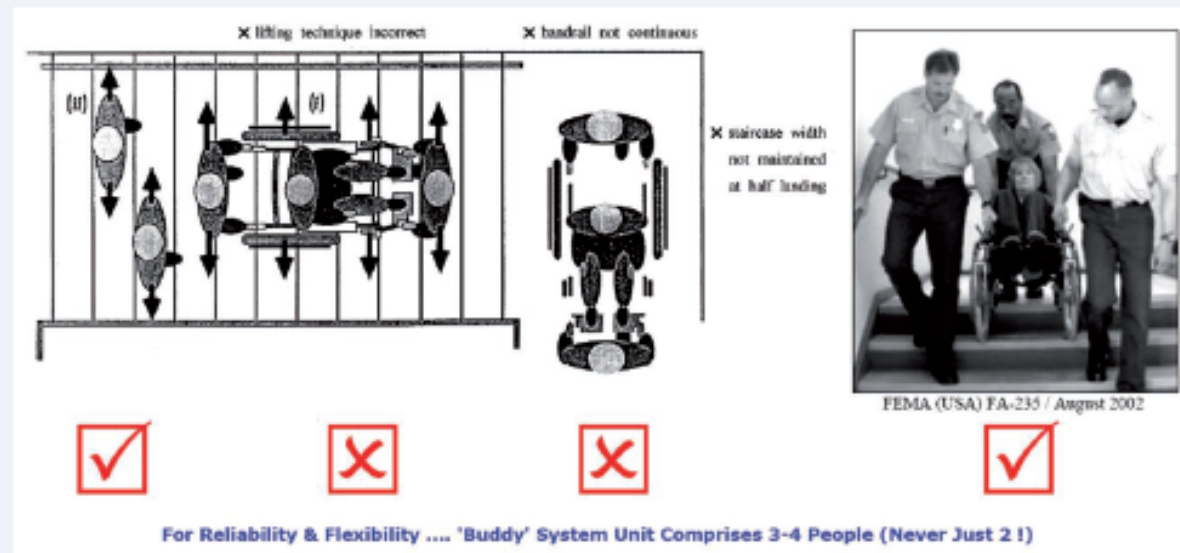 × lifting technique incorrect
× handrail not continuous
(II)
(I)
× staircase width
not maintained
at half landing
FEMA (USA) FA-235 / August 2002
For Reliability & Flexibility .... 'Buddy' System Unit Comprises 3-4 People (Never Just 2 !)